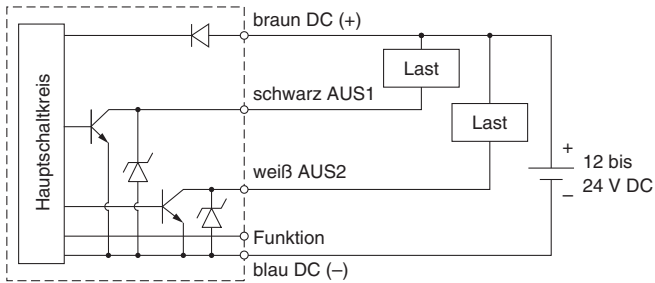 braun DC (+)
Last
schwarz AUS1
Last
Hauptschaltkreis
+
12 bis
24 V DC
–
weiß AUS2
Funktion
blau DC (–)